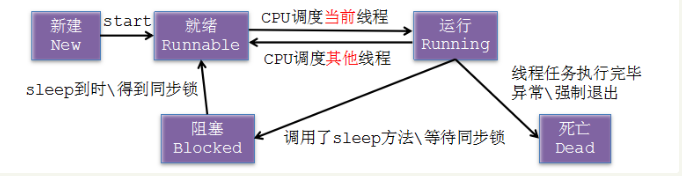 新建
New
start
就绪
Runnable
CPU调度当前线程
CPU调度其他线程
运行
Running
sleep到时\得到同步锁
阻塞
Blocked
调用了sleep方法\等待同步锁
线程任务执行完毕
异常\强制退出
死亡
Dead